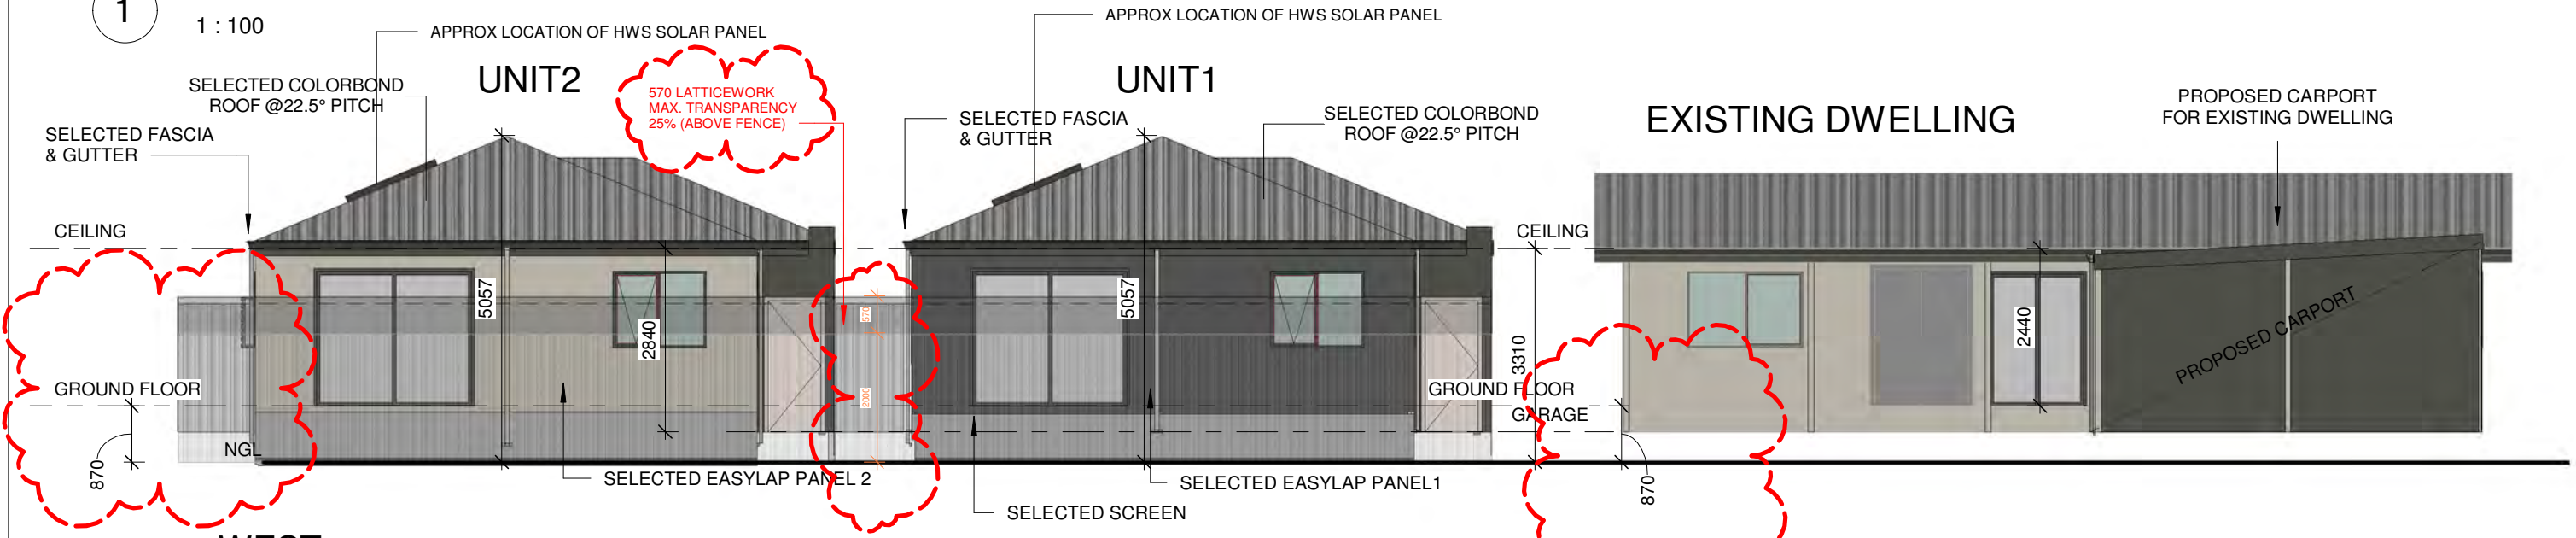 1
1 : 100
APPROX LOCATION OF HWS SOLAR PANEL
APPROX LOCATION OF HWS SOLAR PANEL
UNIT2
UNIT1
EXISTING DWELLING
SELECTED COLORBOND
ROOF @22.5° PITCH
570 LATTICEWORK
MAX. TRANSPARENCY
25% (ABOVE FENCE)
SELECTED FASCIA
& GUTTER
SELECTED FASCIA
& GUTTER
SELECTED COLORBOND
ROOF @22.5° PITCH
PROPOSED CARPORT
FOR EXISTING DWELLING
CEILING
CEILING
5057
2840
570
2000
5057
3310
2440
PROPOSED CARPORT
GROUND FLOOR
GROUND FLOOR
GARAGE
NGL
870
870
SELECTED EASYLAP PANEL 2
SELECTED EASYLAP PANEL1
SELECTED SCREEN
WEST